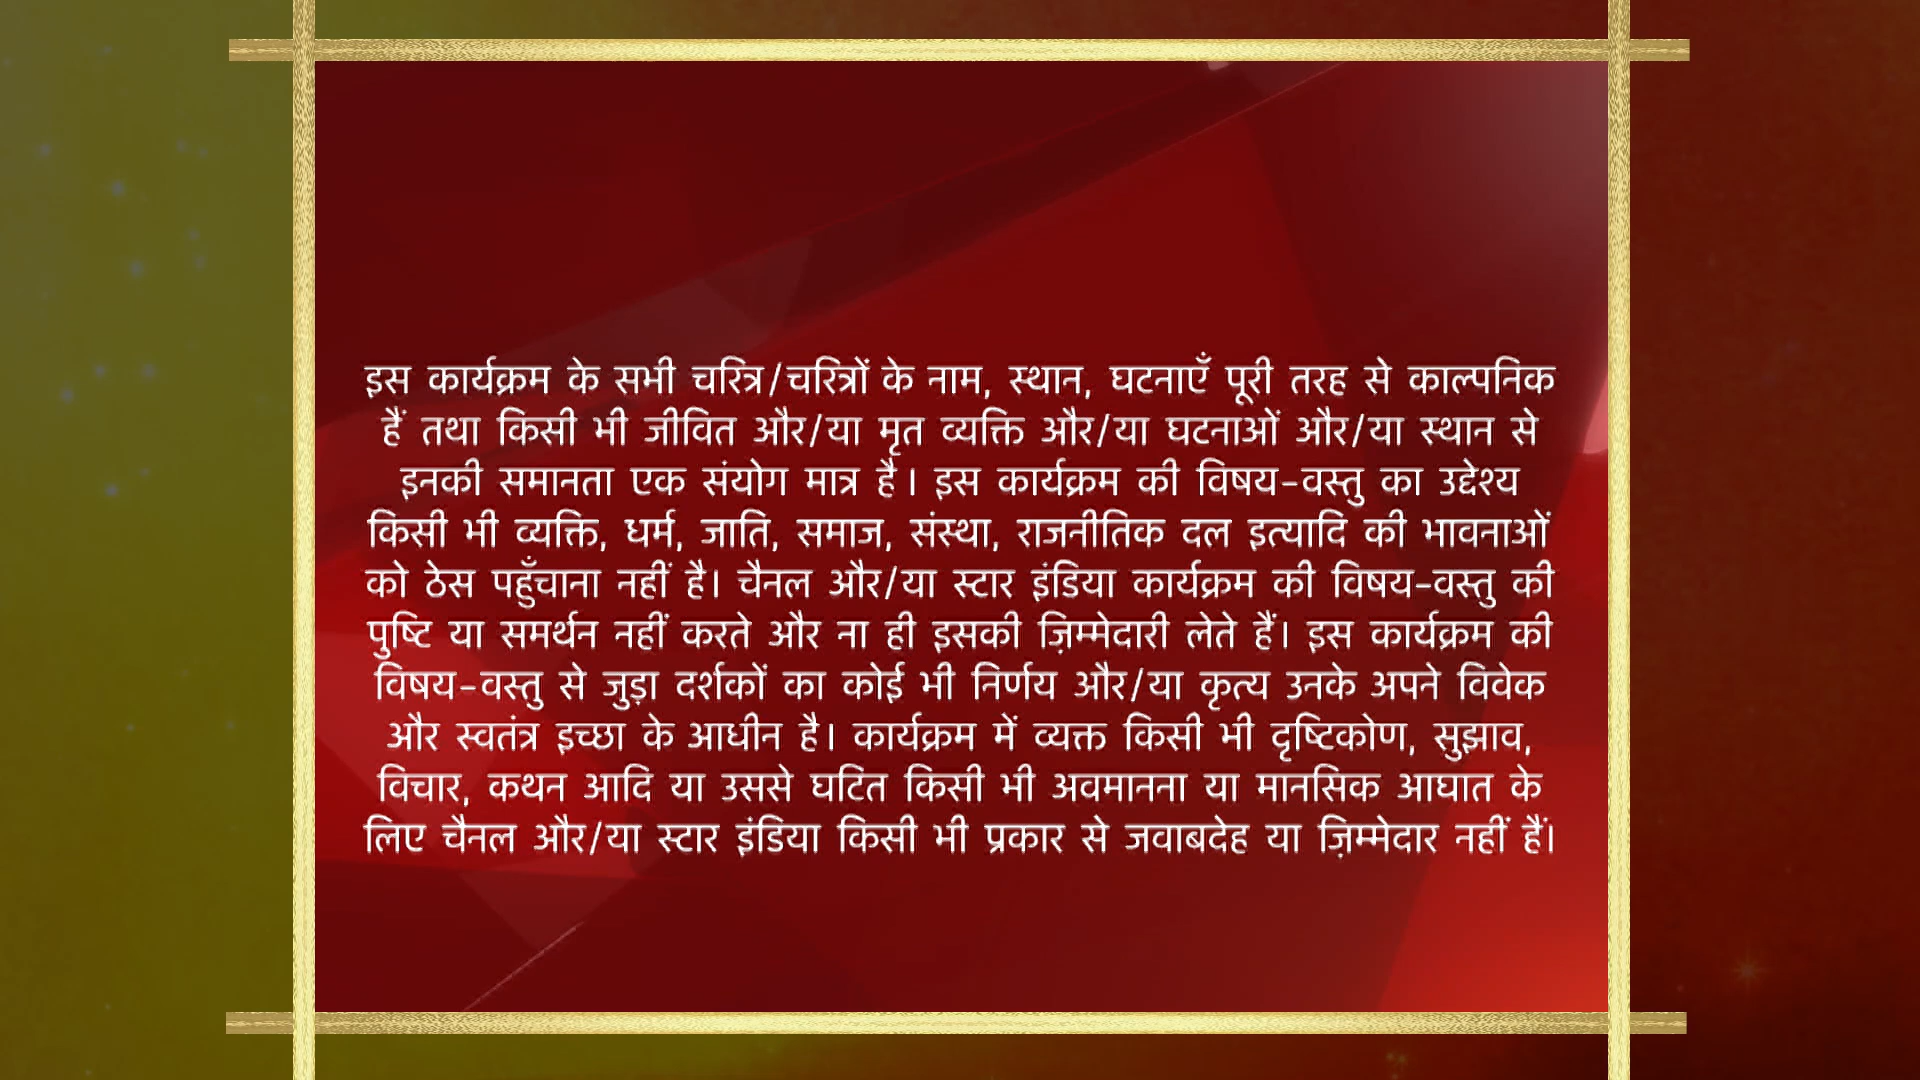 इस कार्यक्रम के सभी चरित्र/चरित्रों के नाम, स्थान, घटनाएँ पूरी तरह से काल्पनिक
हैं तथा किसी भी जीवित और/या मृत व्यक्ति और/या घटनाओं और/या स्थान से
इनकी समानता एक संयोग मात्र है। इस कार्यक्रम की विषय-वस्तु का उद्देश्य
किसी भी व्यक्ति, धर्म, जाति, समाज, संस्था, राजनीतिक दल इत्यादि की भावनाओं
को ठेस पहुँचाना नहीं है। चैनल और/या स्टार इंडिया कार्यक्रम की विषय-वस्तु की
पुष्टि या समर्थन नहीं करते और ना ही इसकी ज़िम्मेदारी लेते हैं। इस कार्यक्रम की
विषय-वस्तु से जुड़ा दर्शकों का कोई भी निर्णय और/या कृत्य उनके अपने विवेक
और स्वतंत्र इच्छा के आधीन है। कार्यक्रम में व्यक्त किसी भी दृष्टिकोण, सुझाव,
विचार, कथन आदि या उससे घटित किसी भी अवमानना या मानसिक आघात के
लिए चैनल और/या स्टार इंडिया किसी भी प्रकार से जवाबदेह या ज़िम्मेदार नहीं हैं।